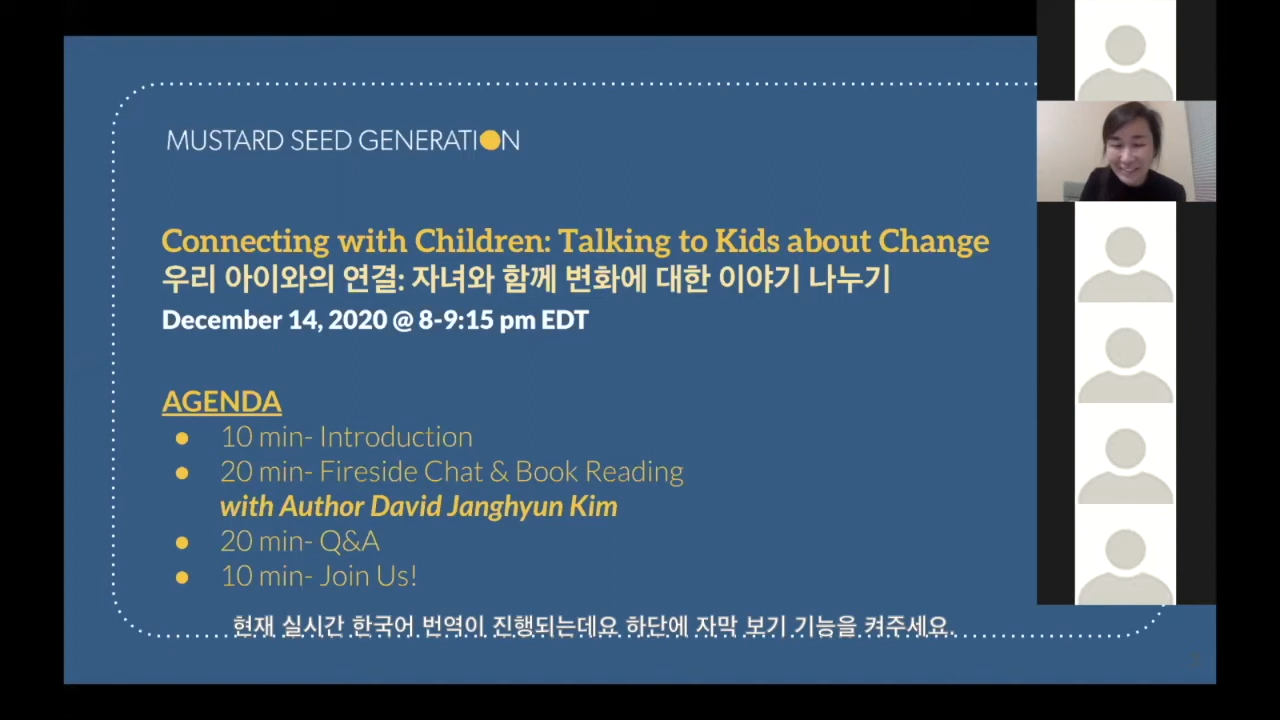 MUSTARD SEED GENERATION
Connecting with Children: Talking to Kids about Change
우리 아이와의 연결: 자녀와 함께 변화에 대한 이야기 나누기
December 14, 2020 @ 8-9:15 pm EDT
AGENDA
● 10 min- Introduction
● 20 min- Fireside Chat & Book Reading
with Author David Janghyun Kim
● 20 min- Q&A
● 10 min- Join Us!
현재 실시간 한국어 번역이 진행되는데요 하단에 자막 보기 기능을 켜주세요.